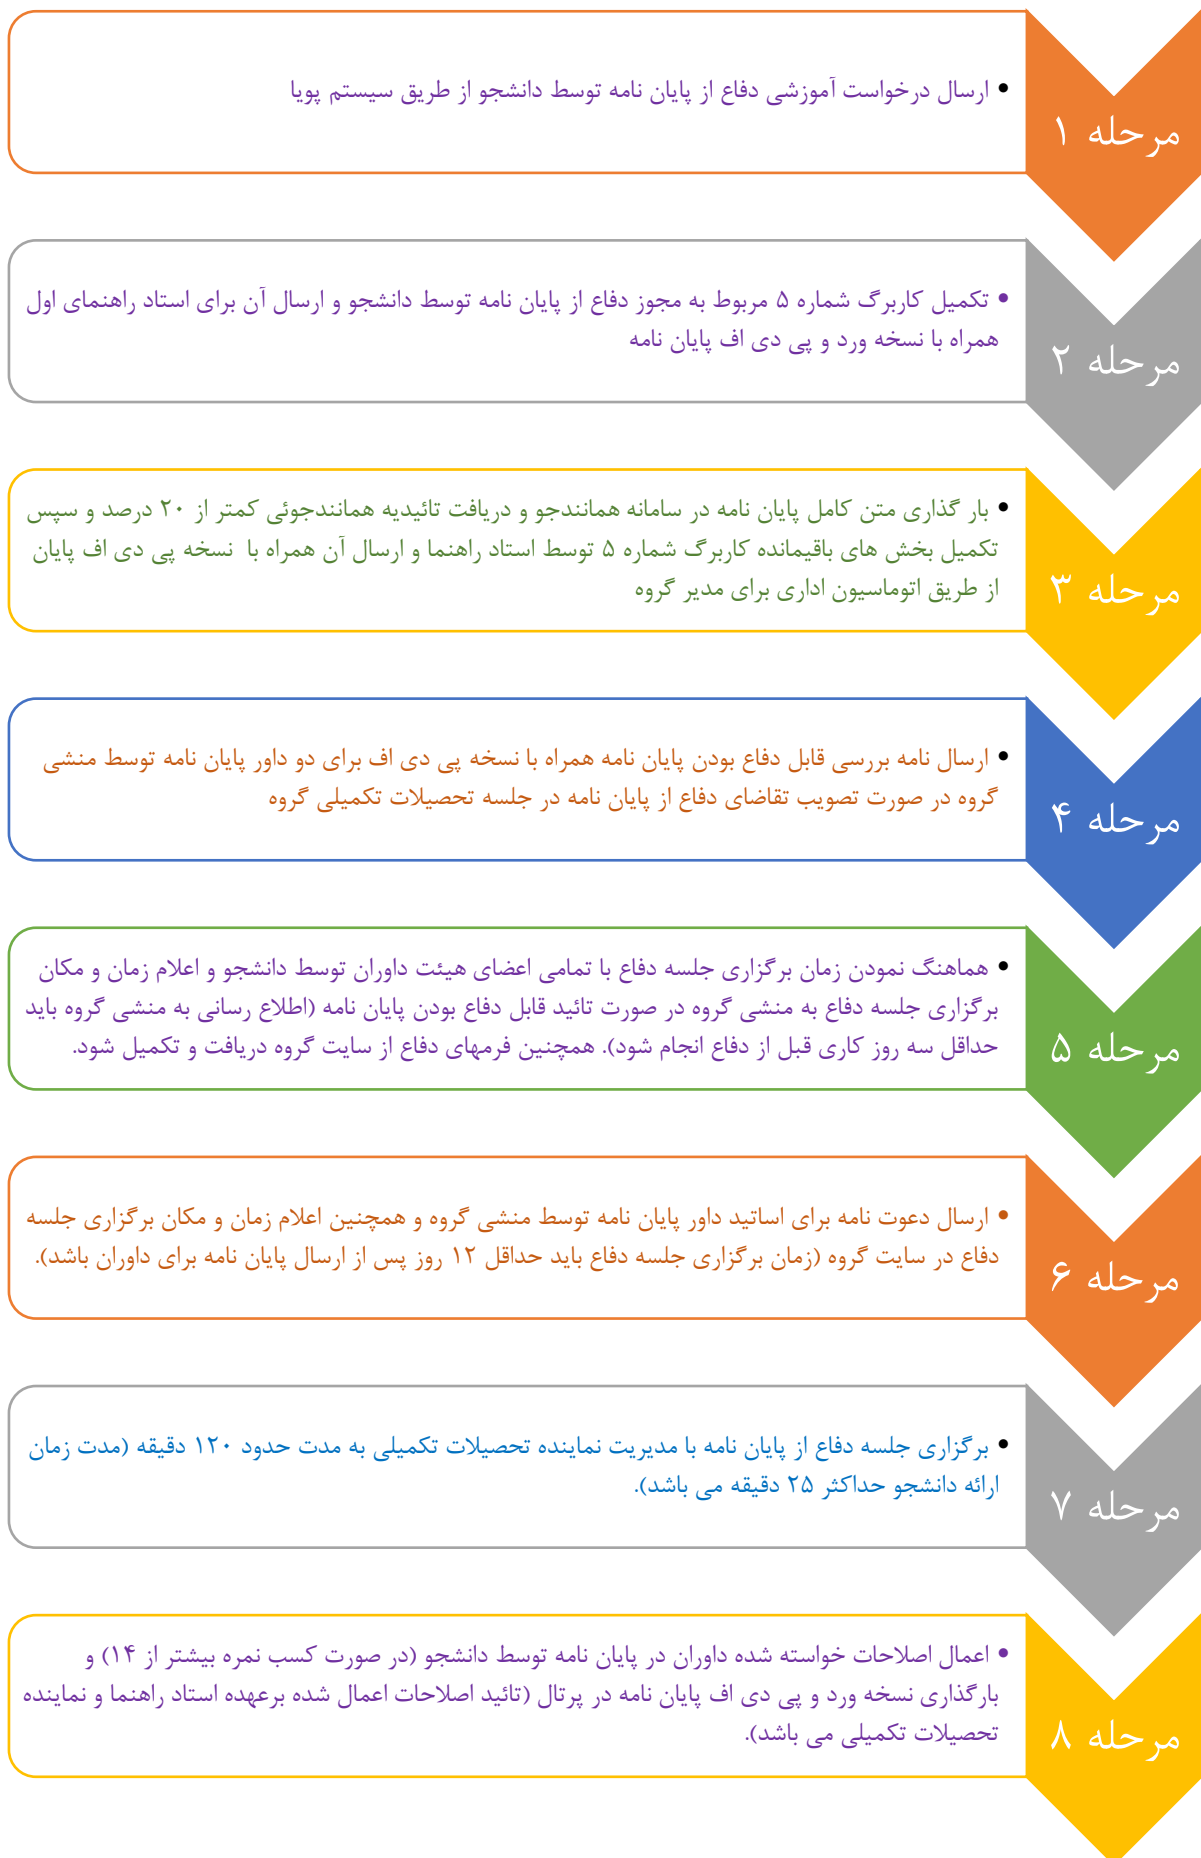 مرحله ۱
• ارسال درخواست آموزشی دفاع از پایان نامه توسط دانشجو از طریق سیستم پویا
مرحله ۲
• تکمیل کاربرگ شماره ۵ مربوط به مجوز دفاع از پایان نامه توسط دانشجو و ارسال آن برای استاد راهنمای اول
همراه با نسخه ورد و پی دی اف پایان نامه
مرحله ۳
• بار گذاری متن کامل پایان نامه در سامانه همانندجو و دریافت تائیدیه همانندجوئی کمتر از ۲۰ درصد و سپس
تکمیل بخش های باقیمانده کاربرگ شماره ۵ توسط استاد راهنما و ارسال آن همراه با نسخه پی دی اف پایان
از طریق اتوماسیون اداری برای مدیر گروه
مرحله ۴
• ارسال نامه بررسی قابل دفاع بودن پایان نامه همراه با نسخه پی دی اف برای دو داور پایان نامه توسط منشی
گروه در صورت تصویب تقاضای دفاع از پایان نامه در جلسه تحصیلات تکمیلی گروه
مرحله ۵
• هماهنگ نمودن زمان برگزاری جلسه دفاع با تمامی اعضای هیئت داوران توسط دانشجو و اعلام زمان و مکان
برگزاری جلسه دفاع به منشی گروه در صورت تائید قابل دفاع بودن پایان نامه (اطلاع رسانی به منشی گروه باید
حداقل سه روز کاری قبل از دفاع انجام شود). همچنین فرمهای دفاع از سایت گروه دریافت و تکمیل شود.
مرحله ۶
• ارسال دعوت نامه برای اساتید داور پایان نامه توسط منشی گروه و همچنین اعلام زمان و مکان برگزاری جلسه
دفاع در سایت گروه (زمان برگزاری جلسه دفاع باید حداقل ۱۲ روز پس از ارسال پایان نامه برای داوران باشد).
مرحله ۷
• برگزاری جلسه دفاع از پایان نامه با مدیریت نماینده تحصیلات تکمیلی به مدت حدود ۱۲۰ دقیقه (مدت زمان
ارائه دانشجو حداکثر ۲۵ دقیقه می باشد).
مرحله ۸
• اعمال اصلاحات خواسته شده داوران در پایان نامه توسط دانشجو (در صورت کسب نمره بیشتر از ۱۴) و
بارگذاری نسخه ورد و پی دی اف پایان نامه در پرتال (تائید اصلاحات اعمال شده برعهده استاد راهنما و نماینده
تحصیلات تکمیلی می باشد).